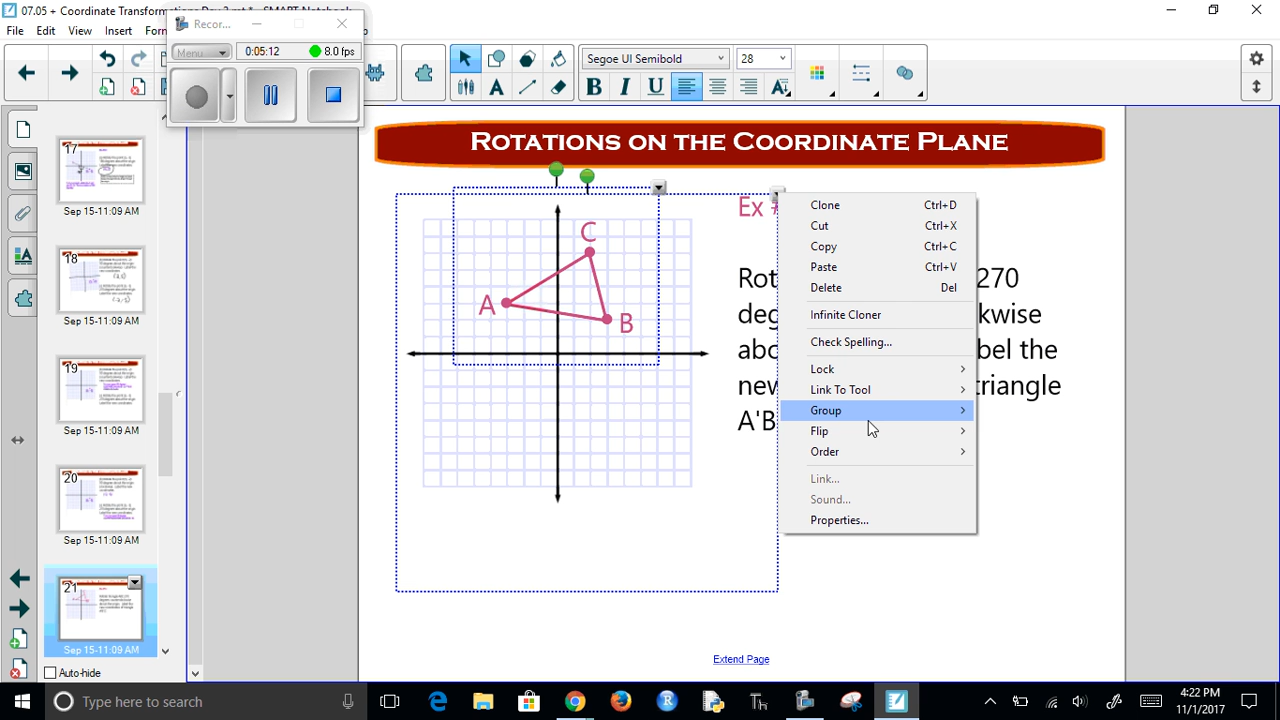 07.05 + Coordinate Transformations Day 2.nt* - SMART Notebook
File Edit View Insert
Recor...
Menu 0:05:12 8.0 fps
Segoe UI Semibold 28
B I U A
17
Sep 15-11:09 AM
18
Sep 15-11:09 AM
19
Sep 15-11:09 AM
20
Sep 15-11:09 AM
21
Sep 15-11:09 AM
Auto-hide
Rotations on the Coordinate Plane
Ex
C
A
B
270
kwise
bel the
triangle
A'B
Clone Ctrl+D
Cut Ctrl+X
Copy Ctrl+C
Paste Ctrl+V
Delete Del
Infinite Cloner
Check Spelling...
Lock
Link To Tool
Group
Flip
Order
Link...
Sound...
Properties...
Extend Page
Type here to search
4:22 PM
11/1/2017